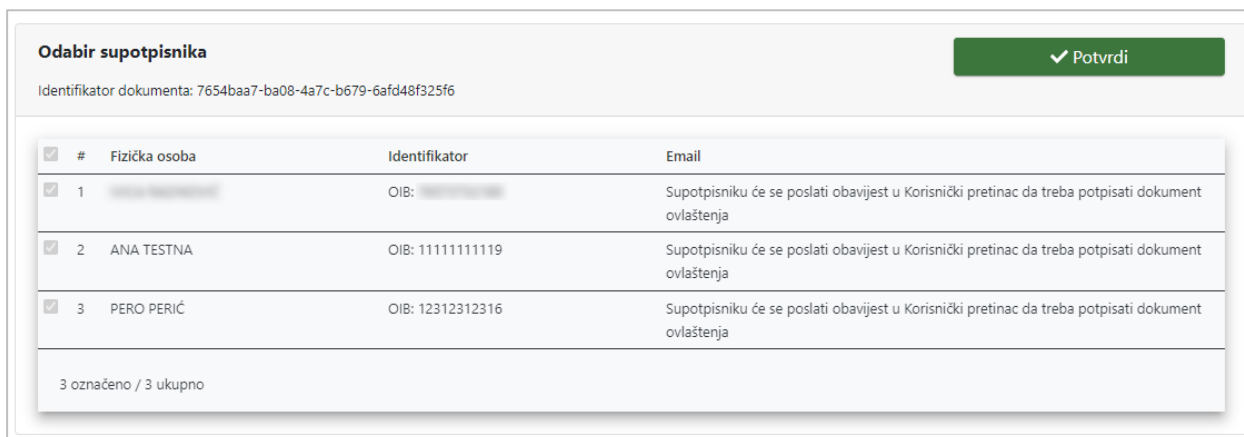 Odabir supotpisnika
✓ Potvrdi
Identifikator dokumenta: 7654baa7-ba08-4a7c-b679-6afd48f325f6
# Fizička osoba Identifikator Email
1 OIB: Supotpisniku će se poslati obavijest u Korisnički pretinac da treba potpisati dokument
ovlaštenja
2 ANA TESTNA OIB: 11111111119 Supotpisniku će se poslati obavijest u Korisnički pretinac da treba potpisati dokument
ovlaštenja
3 PERO PERIĆ OIB: 12312312316 Supotpisniku će se poslati obavijest u Korisnički pretinac da treba potpisati dokument
ovlaštenja
3 označeno / 3 ukupno